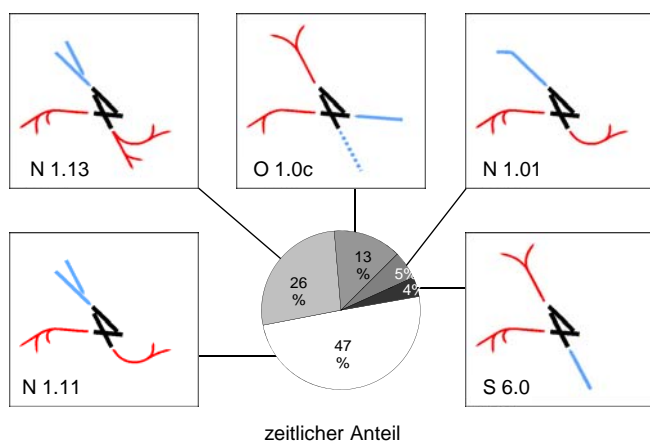 N 1.13
O 1.0c
N 1.01
13
%
26
%
5%
4%
47
%
N 1.11
S 6.0
zeitlicher Anteil